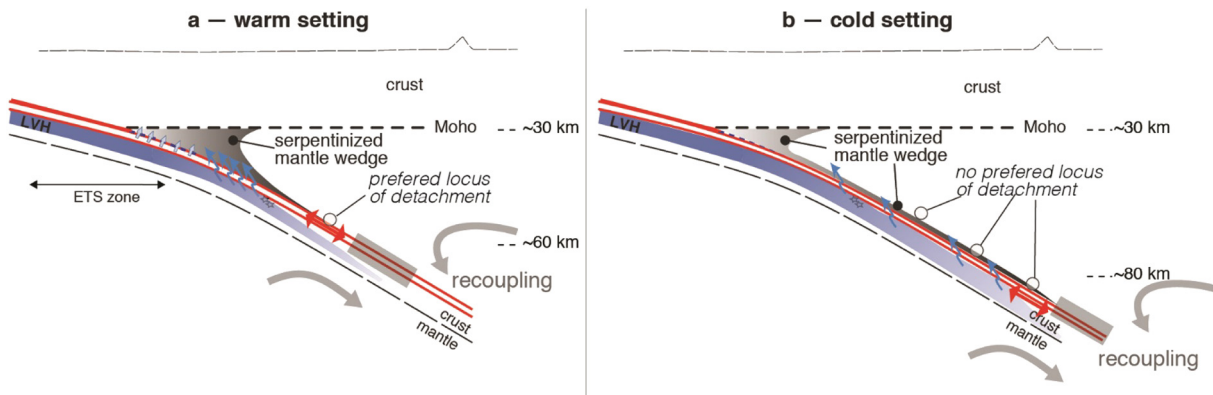 a — warm setting
crust
LVH
Moho
~30 km
serpentinized
mantle wedge
prefered locus
of detachment
ETS zone
~60 km
recoupling
crust
mantle
b — cold setting
crust
LVH
Moho
~30 km
serpentinized
mantle wedge
no prefered locus
of detachment
~80 km
crust
mantle
recoupling